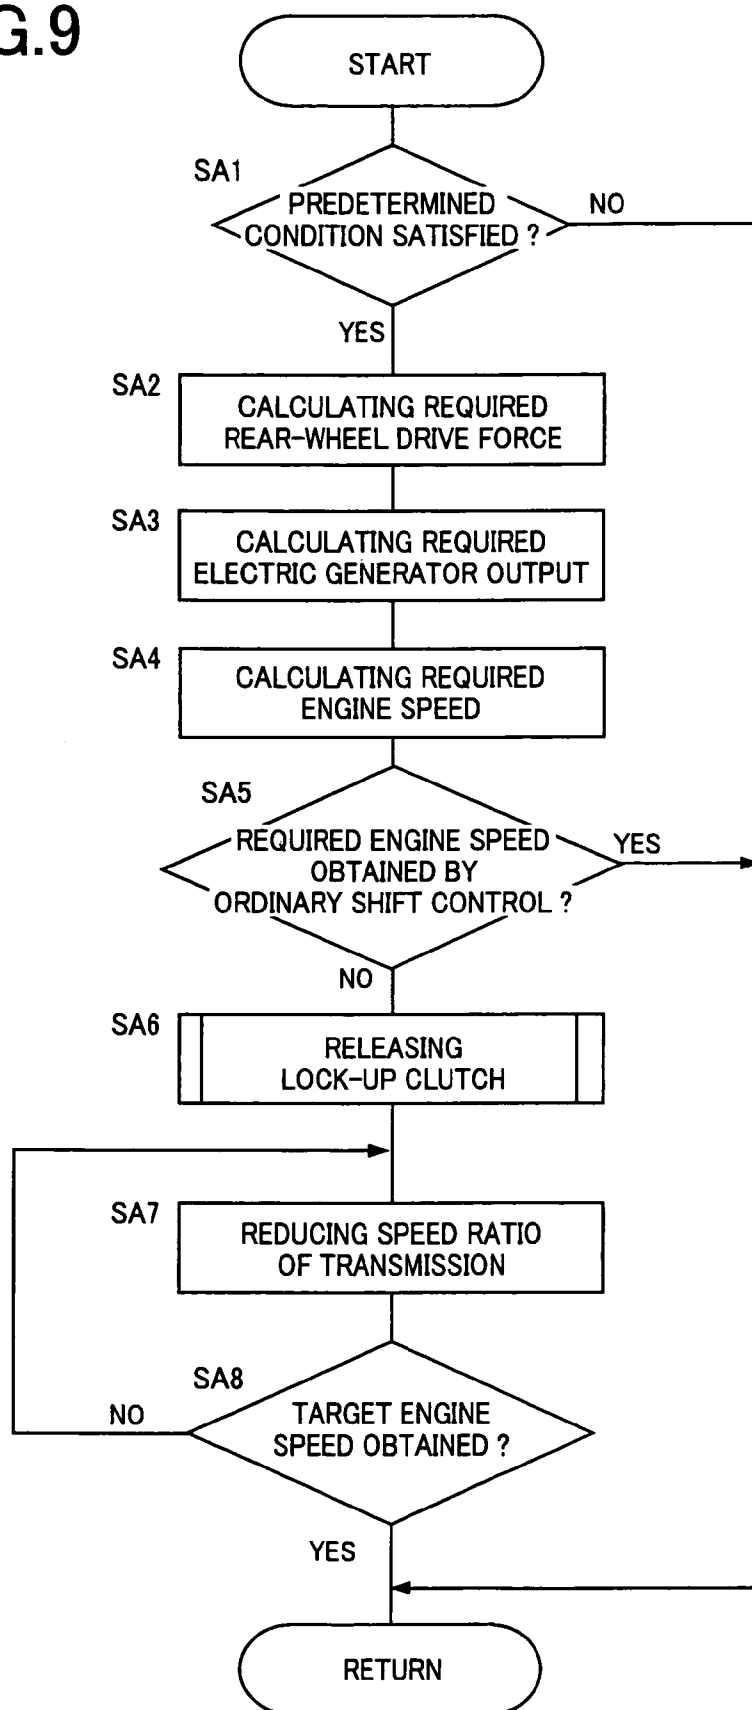 G.9
START
SA1
PREDETERMINED
CONDITION SATISFIED ?
NO
YES
SA2
CALCULATING REQUIRED
REAR-WHEEL DRIVE FORCE
SA3
CALCULATING REQUIRED
ELECTRIC GENERATOR OUTPUT
SA4
CALCULATING REQUIRED
ENGINE SPEED
SA5
REQUIRED ENGINE SPEED
OBTAINED BY
ORDINARY SHIFT CONTROL ?
YES
NO
SA6
RELEASING
LOCK-UP CLUTCH
SA7
REDUCING SPEED RATIO
OF TRANSMISSION
SA8
TARGET ENGINE
SPEED OBTAINED ?
NO
YES
RETURN